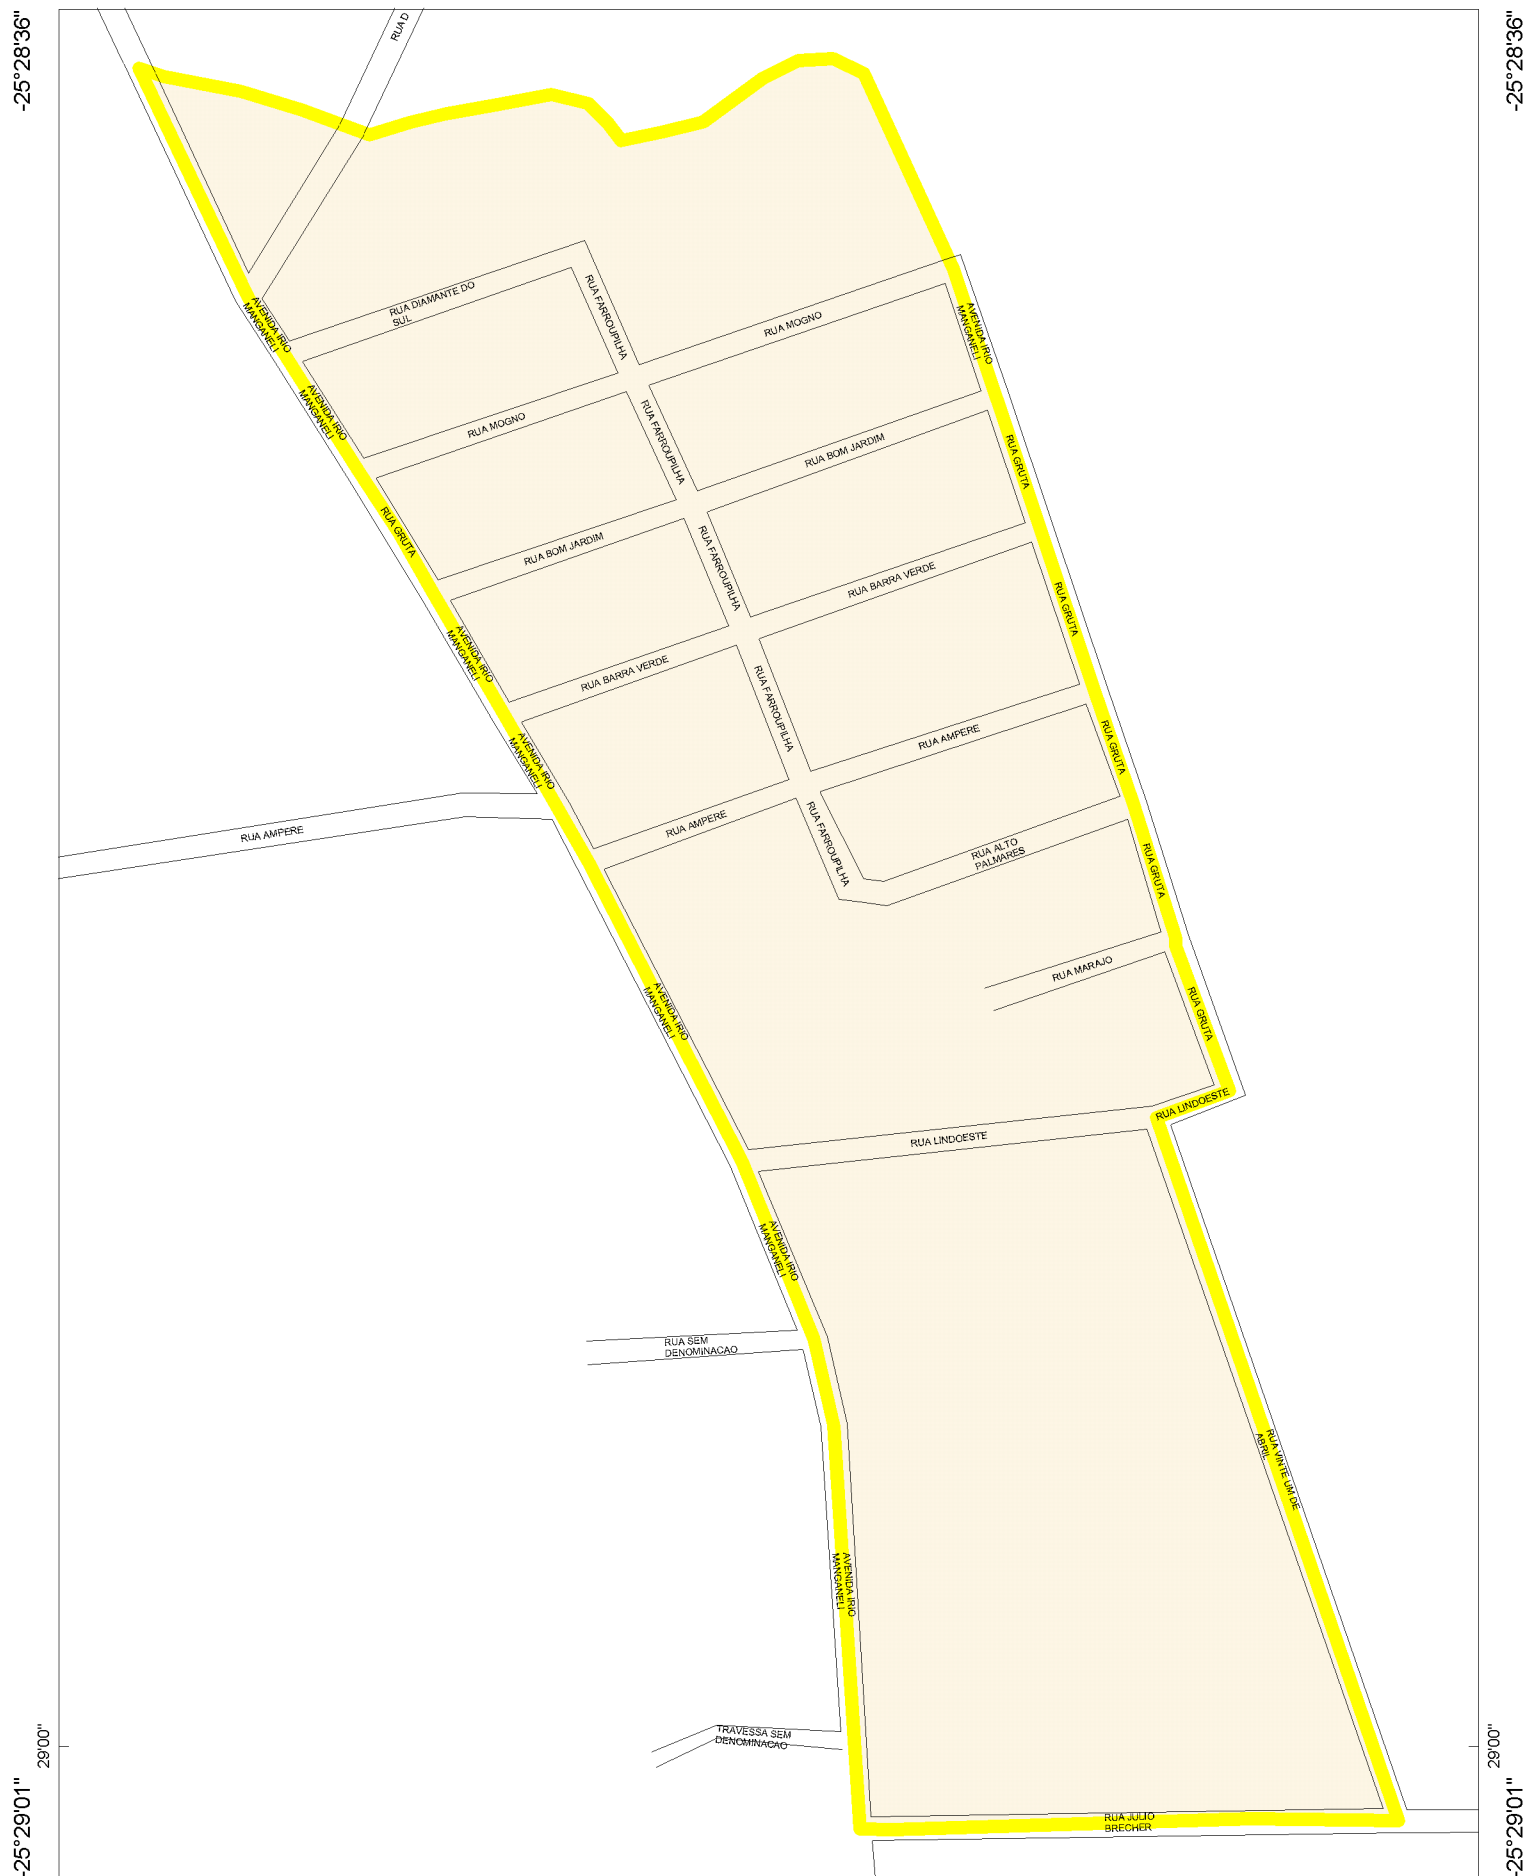 -25°28'36"
-25°28'36"
RUA D
RUA DIAMANTE DO
SUL
RUA FARROUPILHA
RUA MOGNO
AVENIDA IRIO
MANGANELI
AVENIDA IRIO
MANGANELI
AVENIDA IRIO
MANGANELI
RUA MOGNO
RUA FARROUPILHA
RUA BOM JARDIM
RUA GRUTA
RUA GRUTA
RUA BOM JARDIM
RUA FARROUPILHA
RUA BARRA VERDE
RUA GRUTA
AVENIDA IRIO
MANGANELI
RUA BARRA VERDE
RUA FARROUPILHA
RUA AMPERE
RUA GRUTA
AVENIDA IRIO
MANGANELI
RUA AMPERE
RUA AMPERE
RUA FARROUPILHA
RUA ALTO
PALMARES
RUA GRUTA
RUA MARAJO
AVENIDA IRIO
MANGANELI
RUA GRUTA
RUA LINDOESTE
RUA LINDOESTE
AVENIDA IRIO
MANGANELI
RUA SEM
DENOMINACAO
RUA VINTE UM DE
ABRIL
AVENIDA IRIO
MANGANELI
TRAVESSA SEM
DENOMINACAO
29'00"
29'00"
RUA JULIO
BRECHER
-25°29'01"
-25°29'01"